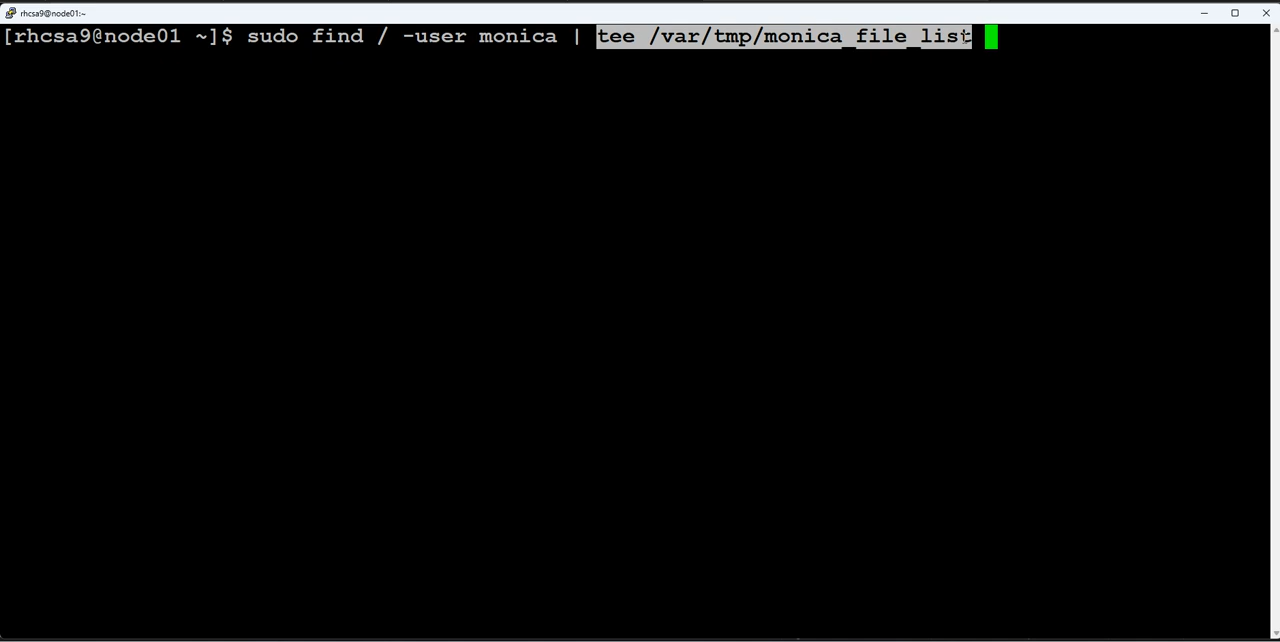 rhcsa9@node01:~
[rhcsa9@node01 ~]$ sudo find / -user monica | tee /var/tmp/monica_file_list